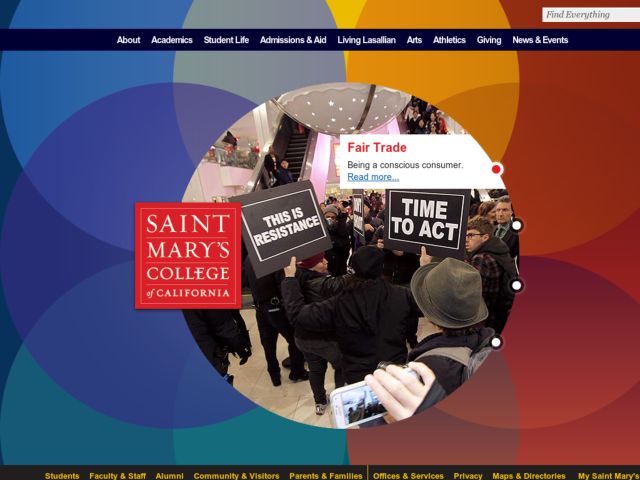 Find Everything
About Academics Student Life Admissions & Aid Living Lasallian Arts Athletics Giving News & Events
Fair Trade
Being a conscious consumer.
Read more...
THIS IS
RESISTANCE
TIME
TO ACT
SAINT
MARY'S
COLLEGE
of CALIFORNIA
Students Faculty & Staff Alumni Community & Visitors Parents & Families Offices & Services Privacy Maps & Directories My Saint Mary's